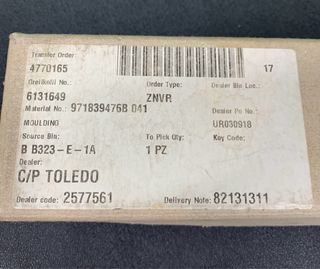 Transfer Order:
4770165 17
Oreilkolli No.: Order Type: Dealer Bin Loc.:
6131649 ZNVR
Material No.: 971839476B 041 Dealer Po No.:
MOULDING UR030918
Source Bin: To Pick Qty: Key Code:
B B323-E-1A 1 PZ
Dealer:
C/P TOLEDO
Dealer code: 2577561 Delivery Note: 82131311